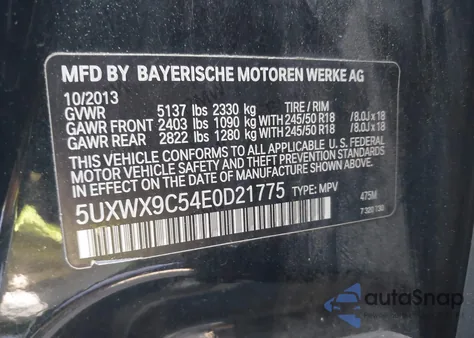 MFD BY BAYERISCHE MOTOREN WERKE AG
10/2013
GVWR 5137 lbs 2330 kg TIRE / RIM
GAWR FRONT 2403 lbs 1090 kg WITH 245/50 R18 /8.0J x 18
GAWR REAR 2822 lbs 1280 kg WITH 245/50 R18 /8.0J x 18
THIS VEHICLE CONFORMS TO ALL APPLICABLE U. S. FEDERAL
MOTOR VEHICLE SAFETY BUMPER AND THEFT PREVENTION STANDARDS
IN EFFECT ON THE DATE OF MANUFACTURE SHOWN ABOVE.
5UXWX9C54E0D21775 TYPE: MPV 475M
autoSnap